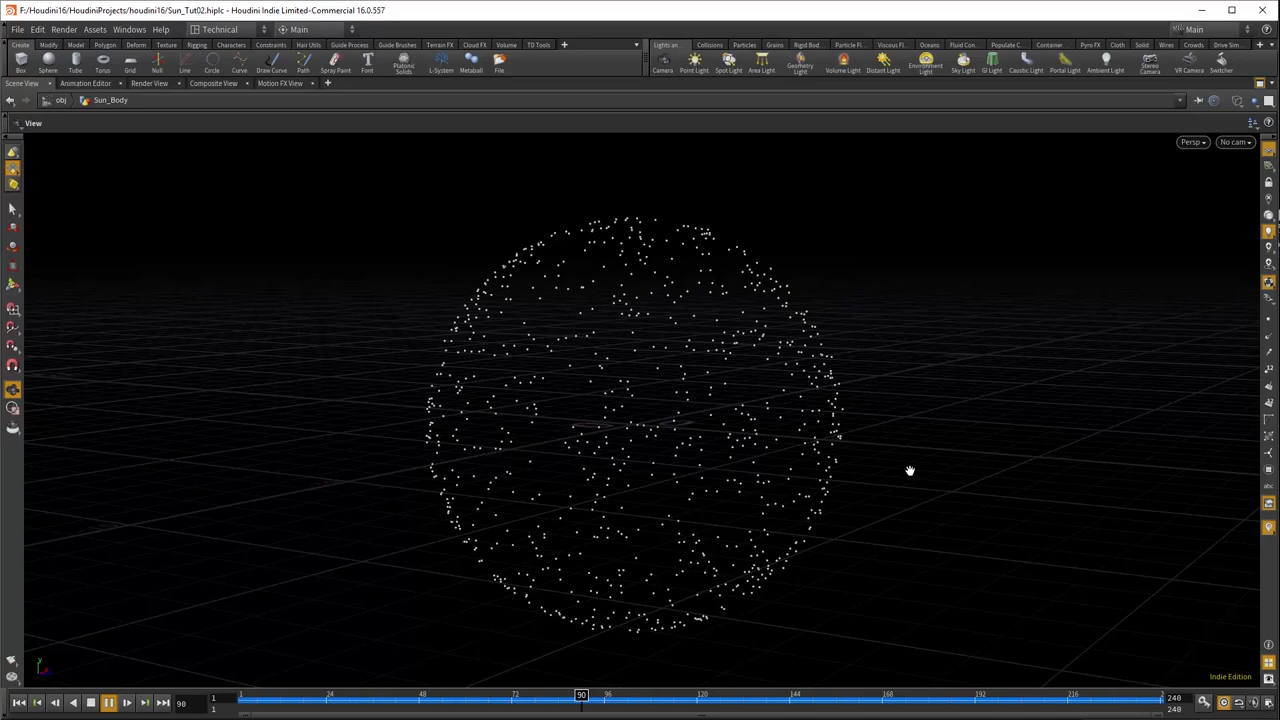 F:/Houdini16/HoudiniProjects/houdini16/Sun_Tut02.hiplc - Houdini Indie Limited-Commercial 16.0.557
File Edit Render Assets Windows Help Technical Main Main
Create Modify Model Polygon Deform Texture Rigging Characters Constraints Hair Utils Guide Process Guide Brushes Terrain FX Cloud FX Volume TD Tools Lights an... Collisions Particles Grains Rigid Bod... Particle Fl... Viscous Fl... Oceans Fluid Con... Populate C... Container... Pyro FX Cloth Solid Wires Crowds Drive Sim...
Box Sphere Tube Torus Grid Null Line Circle Curve Draw Curve Path Spray Paint Font Platonic Solids L-System Metaball File Camera Point Light Spot Light Area Light Geometry Light Volume Light Distant Light Environment Light Sky Light GI Light Caustic Light Portal Light Ambient Light Stereo Camera VR Camera Switcher
Scene View Animation Editor Render View Composite View Motion FX View
obj Sun_Body
View
Persp No cam
Indie Edition
90 1 1 1 24 48 72 90 96 120 144 168 192 216 2 240 240